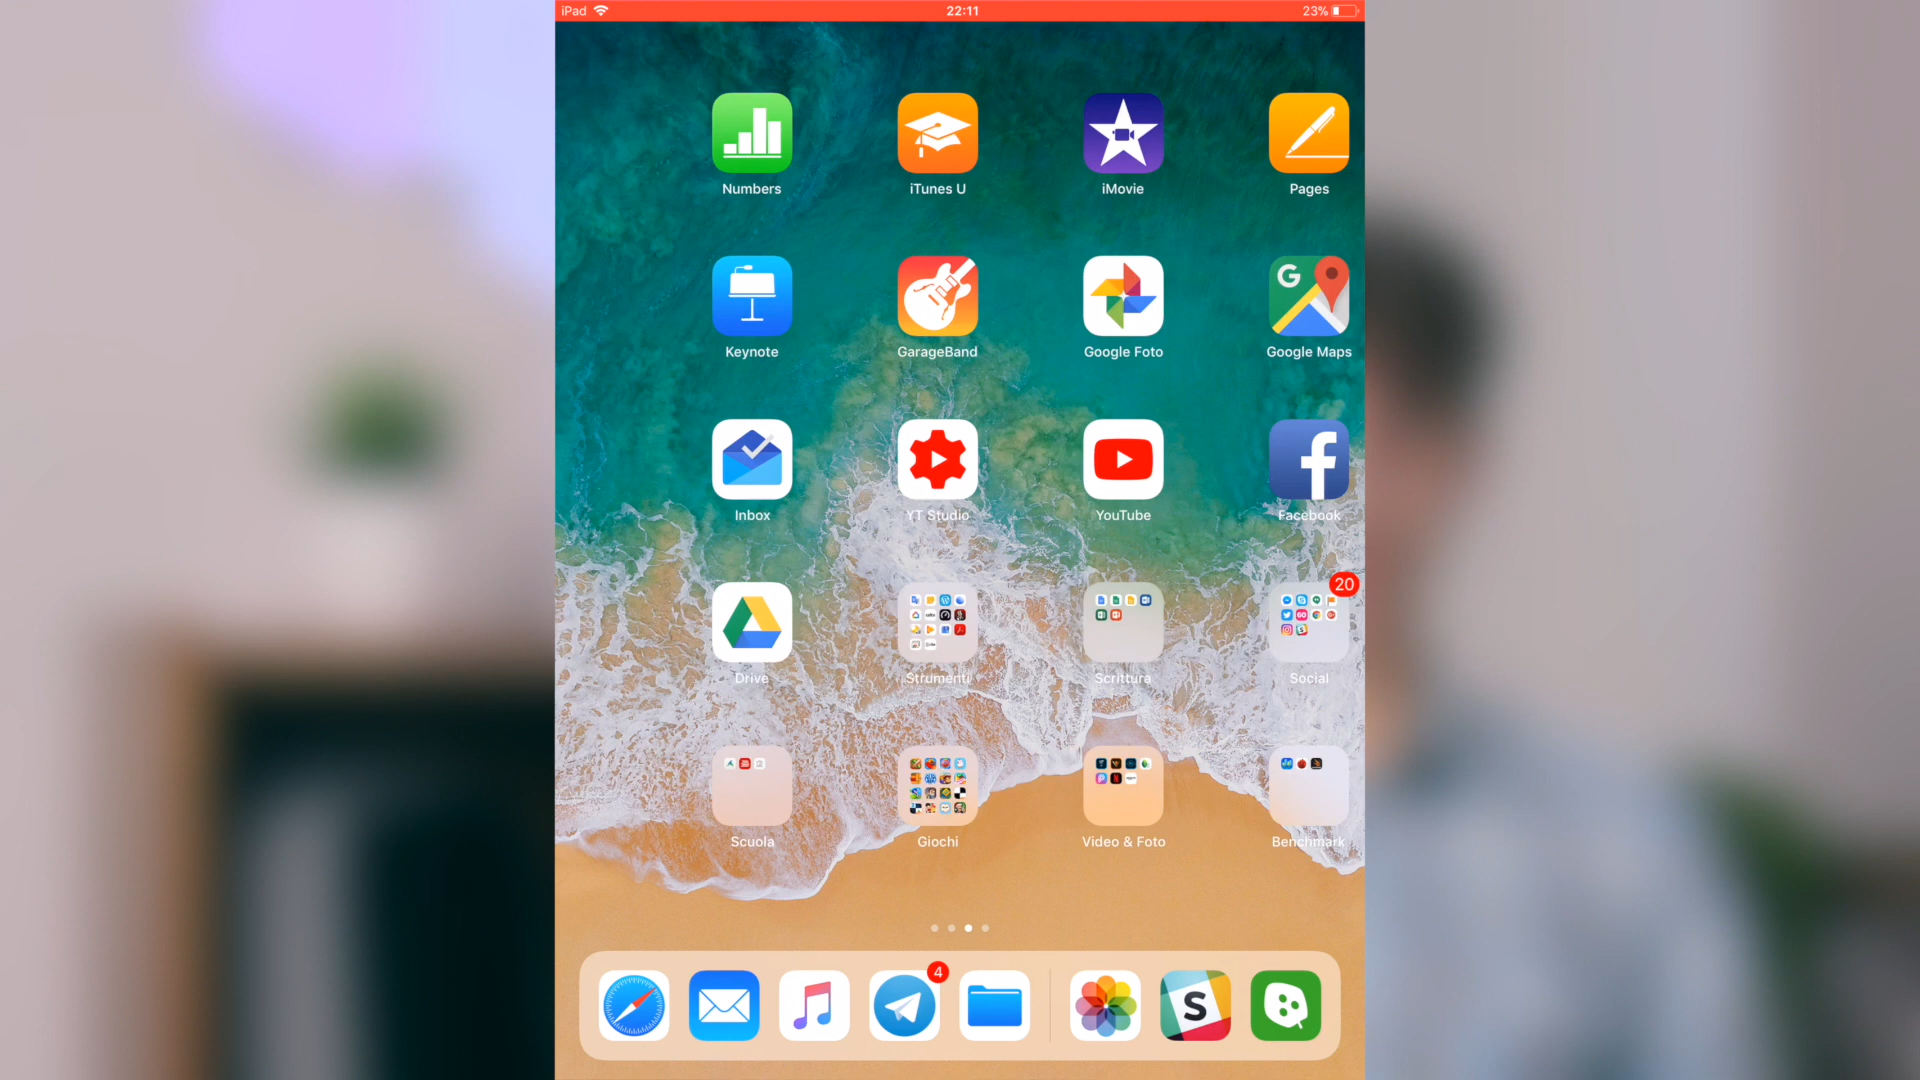 iPad 22:11 23%
Numbers iTunes U iMovie Pages
Keynote GarageBand Google Foto Google Maps
Inbox YT Studio YouTube Facebook
20
Drive Strumenti Scrittura Social
Scuola Giochi Video & Foto Benchmark
4
S